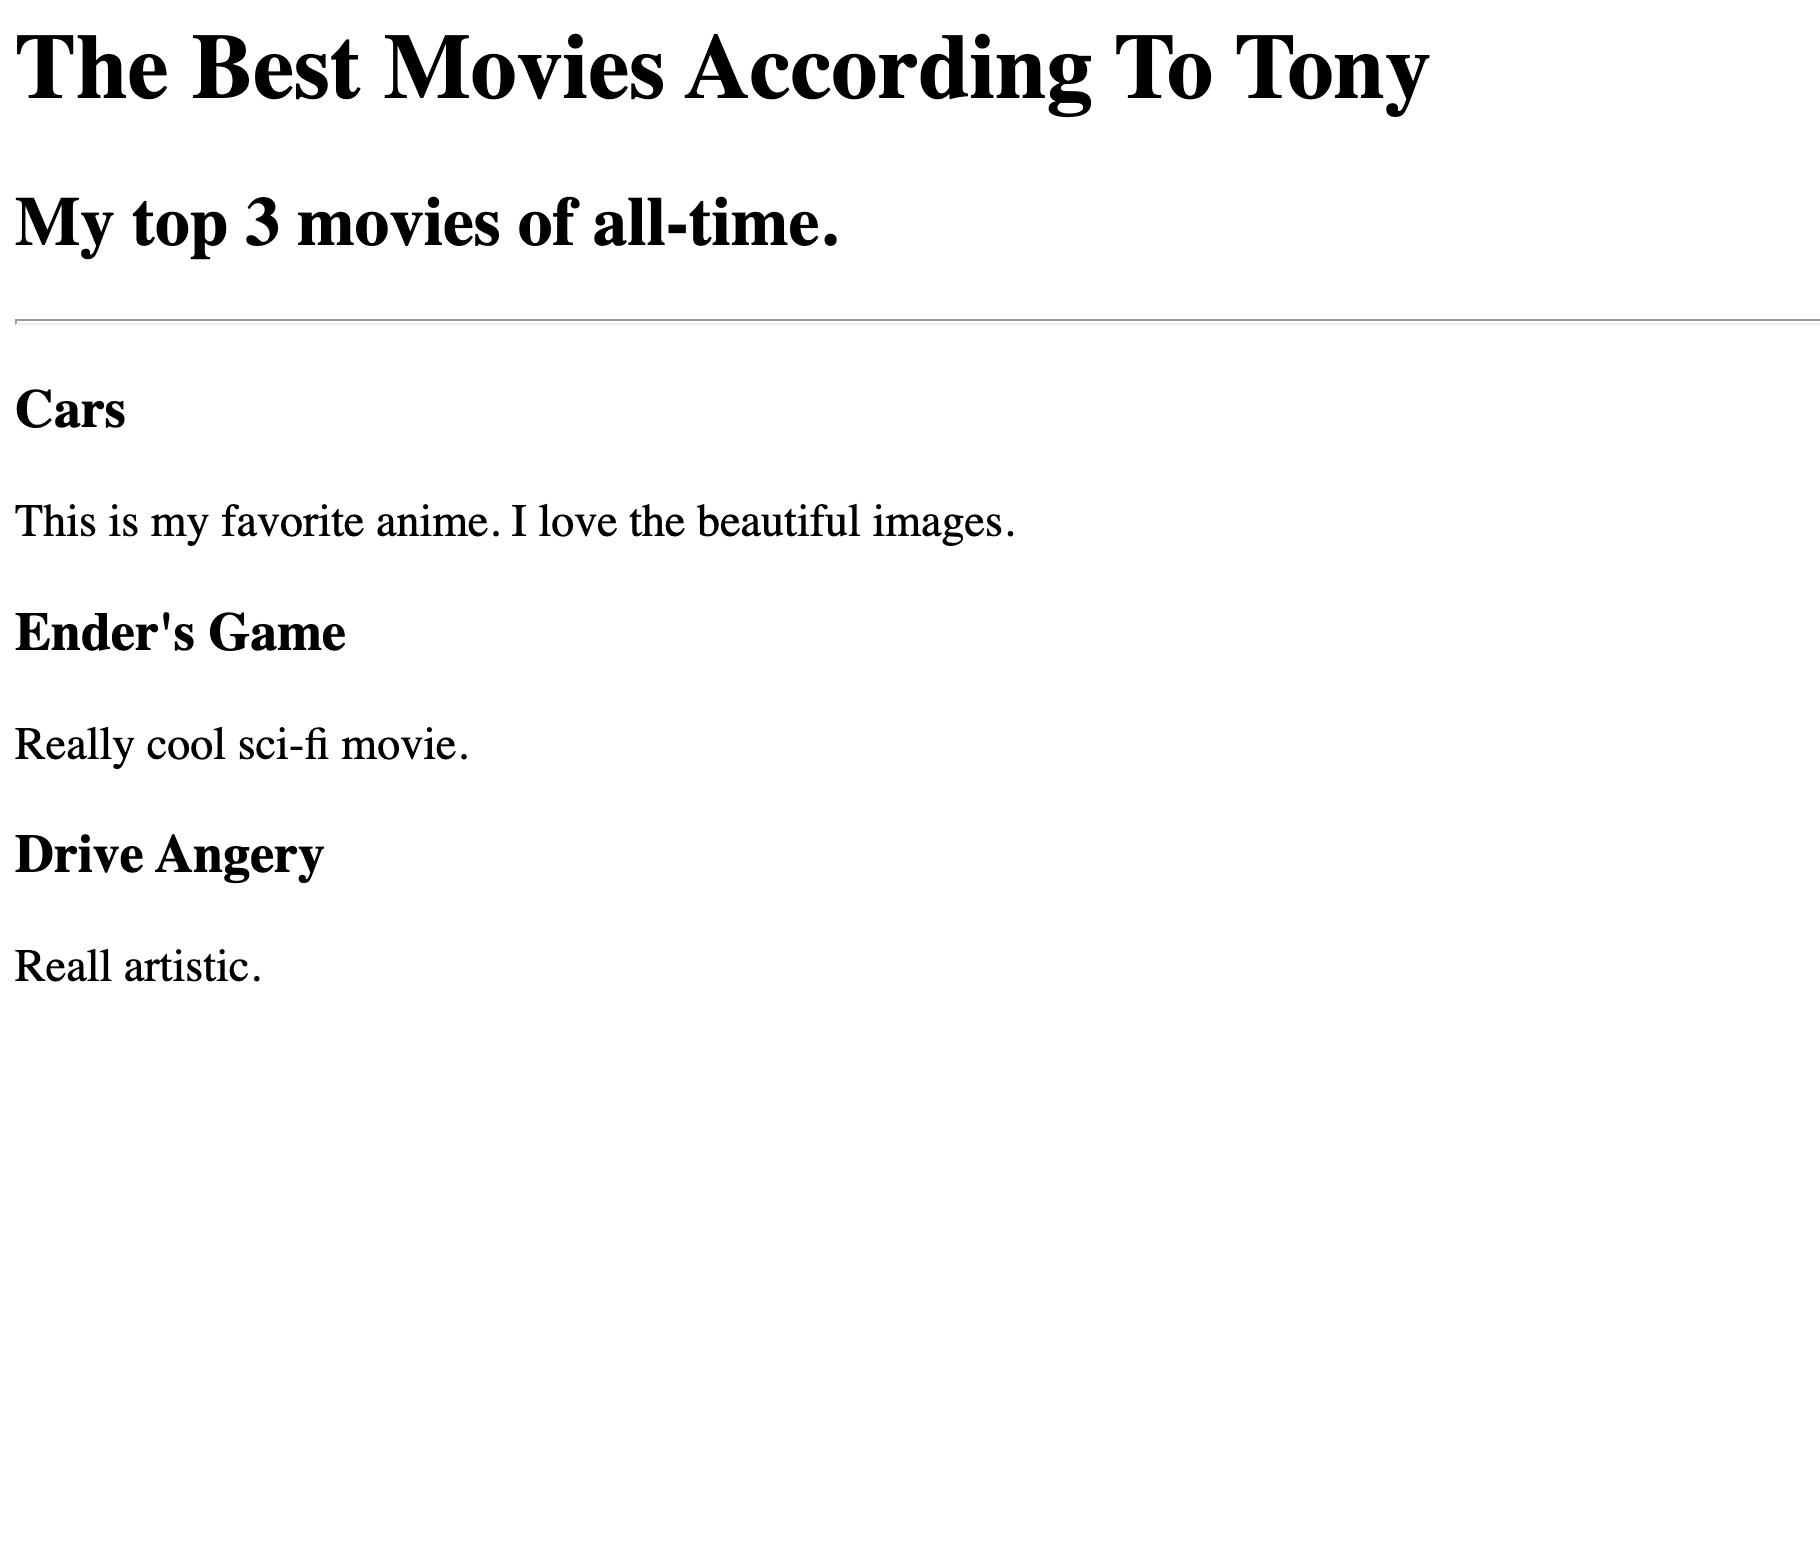 The Best Movies According To Tony
My top 3 movies of all-time.
Cars
This is my favorite anime. I love the beautiful images.
Ender's Game
Really cool sci-fi movie.
Drive Angery
Reall artistic.